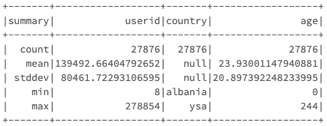 +-------+------------------+-------+------------------+
|summary|            userid|country|               age|
+-------+------------------+-------+------------------+
|  count|             27876|  27876|             27876|
|   mean|139492.66404792652|   null| 23.93001147940881|
| stddev| 80461.72293106595|   null|20.897392248233995|
|    min|                 8|albania|                 0|
|    max|            278854|    ysa|               244|
+-------+------------------+-------+------------------+